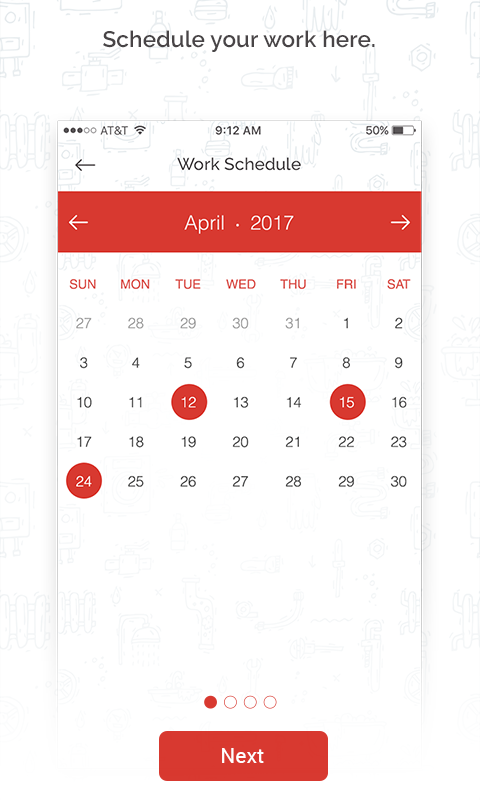 Schedule your work here.
AT&T 9:12 AM 50%
Work Schedule
April · 2017
SUN MON TUE WED THU FRI SAT
27 28 29 30 31 1 2
3 4 5 6 7 8 9
10 11 12 13 14 15 16
17 18 19 20 21 22 23
24 25 26 27 28 29 30
Next